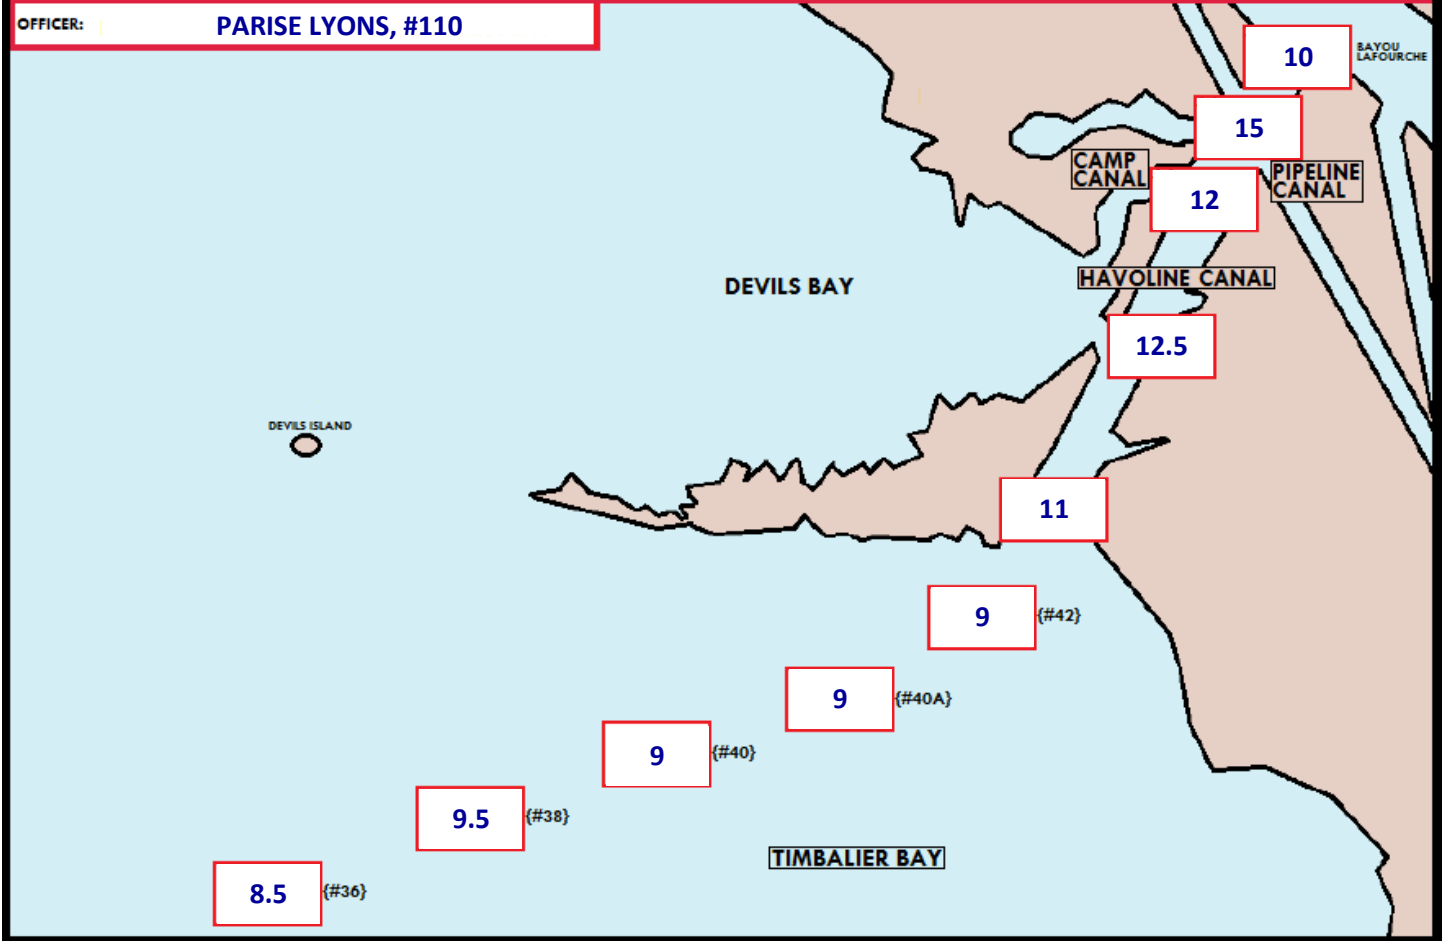 OFFICER: PARISE LYONS, #110
10
BAYOU
LAFOURCHE
15
CAMP
CANAL
PIPELINE
CANAL
12
HAVOLINE CANAL
DEVILS BAY
12.5
DEVILS ISLAND
11
9 {#42}
9 {#40A}
9 {#40}
9.5 {#38}
TIMBALIER BAY
8.5 {#36}